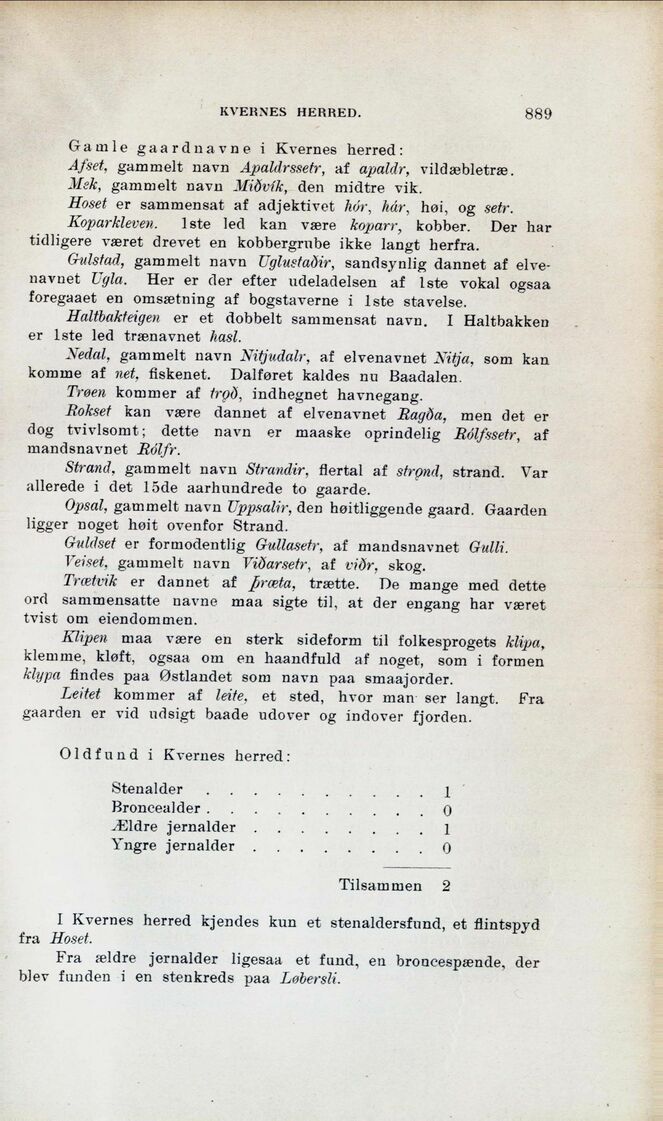 KVERNES HERRED. 889
Gamle gaardnavne i Kvernes herred:
Afset, gammelt navn Apaldrssetr, af apaldr, vildæbletræ.
Mek, gammelt navn Miðvík, den midtre vik.
Hoset er sammensat af adjektivet hór, hár, høi, og setr.
Koparkleven. 1ste led kan være koparr, kobber. Der har
tidligere været drevet en kobbergrube ikke langt herfra.
Gulstad, gammelt navn Uglustaðir, sandsynlig dannet af elve-
navnet Ugla. Her er der efter udeladelsen af 1ste vokal ogsaa
foregaaet en omsætning af bogstaverne i 1ste stavelse.
Haltbakteigen er et dobbelt sammensat navn. I Haltbakken
er 1ste led trænavnet hasl.
Nedal, gammelt navn Nitjudalr, af elvenavnet Nitja, som kan
komme af net, fiskenet. Dalføret kaldes nu Baadalen.
Trøen kommer af trǫð, indhegnet havnegang.
Rokset kan være dannet af elvenavnet Ragða, men det er
dog tvivlsomt; dette navn er maaske oprindelig Rólfssetr, af
mandsnavnet Rólfr.
Strand, gammelt navn Strandir, flertal af strǫnd, strand. Var
allerede i det 15de aarhundrede to gaarde.
Opsal, gammelt navn Uppsalir, den høitliggende gaard. Gaarden
ligger noget høit ovenfor Strand.
Guldset er formodentlig Gullasetr, af mandsnavnet Gulli.
Veiset, gammelt navn Viðarsetr, af viðr, skog.
Trætvik er dannet af þræta, trætte. De mange med dette
ord sammensatte navne maa sigte til, at der engang har været
tvist om eiendommen.
Klipen maa være en sterk sideform til folkesprogets klipa,
klemme, kløft, ogsaa om en haandfuld af noget, som i formen
klypa findes paa Østlandet som navn paa smaajorder.
Leitet kommer af leite, et sted, hvor man ser langt. Fra
gaarden er vid udsigt baade udover og indover fjorden.
Oldfund i Kvernes herred:
Stenalder . . . . . . . . . . 1
Broncealder . . . . . . . . . . 0
Ældre jernalder . . . . . . . . 1
Yngre jernalder . . . . . . . . 0
Tilsammen 2
I Kvernes herred kjendes kun et stenaldersfund, et flintspyd
fra Hoset.
Fra ældre jernalder ligesaa et fund, en broncespænde, der
blev funden i en stenkreds paa Løbersli.